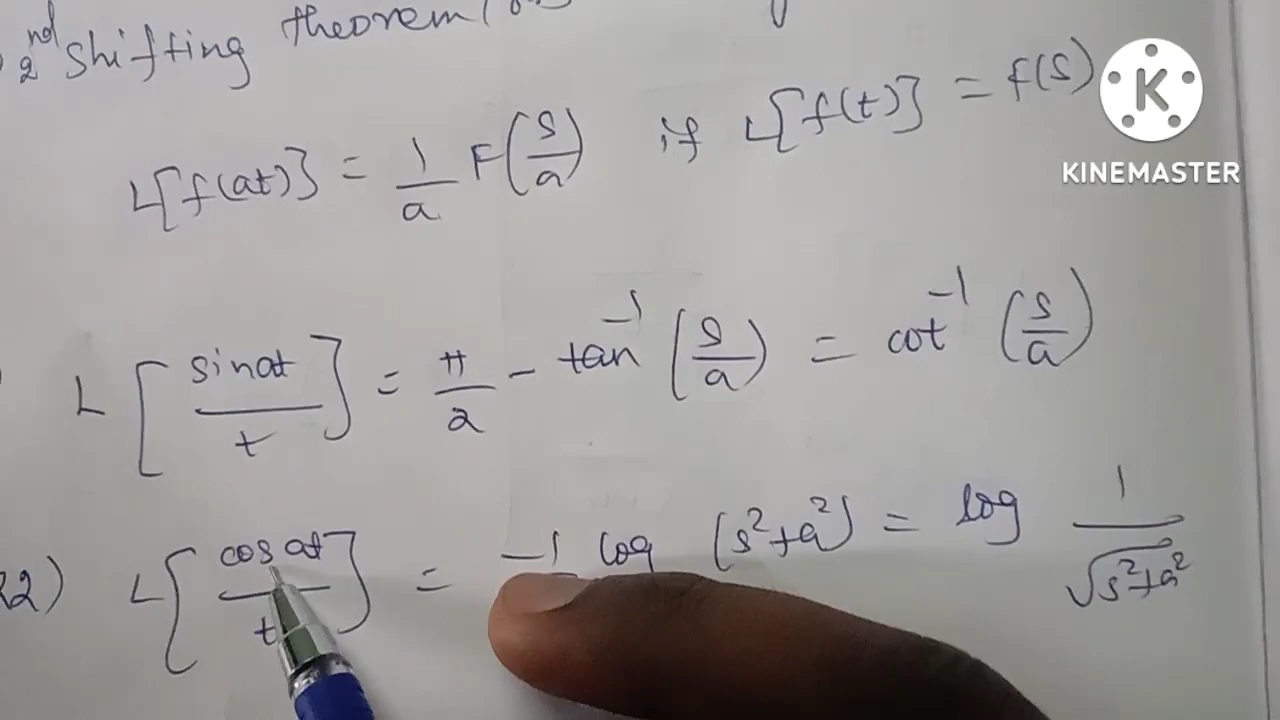 2nd shifting theorem
L[f(at)] = 1/a F(s/a) if L[f(t)] = F(s)
KINEMASTER
L[sin at/t] = π/2 - tan⁻¹(s/a) = cot⁻¹(s/a)
22) L[cos at/t] = -1 log (s²+a²) = log 1/√s²+a²